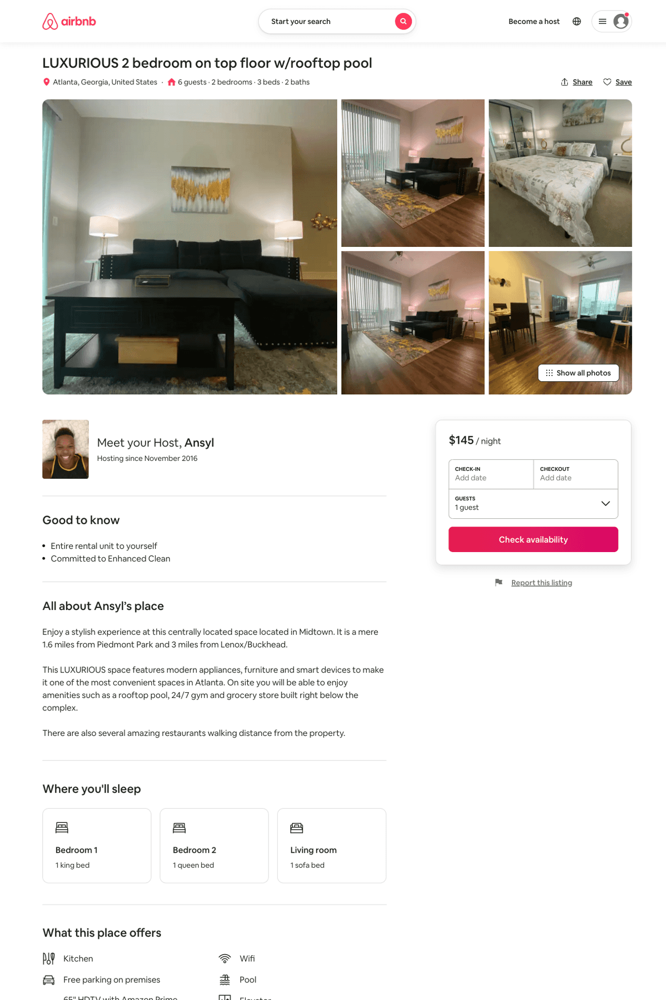 airbnb
Start your search
Become a host
LUXURIOUS 2 bedroom on top floor w/rooftop pool
Atlanta, Georgia, United States · 6 guests · 2 bedrooms · 3 beds · 2 baths
Share
Save
Show all photos
Meet your Host, Ansyl
Hosting since November 2016
$145 / night
CHECK-IN
Add date
CHECKOUT
Add date
GUESTS
1 guest
Check availability
Report this listing
Good to know
• Entire rental unit to yourself
• Committed to Enhanced Clean
All about Ansyl’s place
Enjoy a stylish experience at this centrally located space located in Midtown. It is a mere
1.6 miles from Piedmont Park and 3 miles from Lenox/Buckhead.
This LUXURIOUS space features modern appliances, furniture and smart devices to make
it one of the most convenient spaces in Atlanta. On site you will be able to enjoy
amenities such as a rooftop pool, 24/7 gym and grocery store built right below the
complex.
There are also several amazing restaurants walking distance from the property.
Where you'll sleep
Bedroom 1
1 king bed
Bedroom 2
1 queen bed
Living room
1 sofa bed
What this place offers
Kitchen
Wifi
Free parking on premises
Pool
65" HDTV with Amazon Prime
Elevator